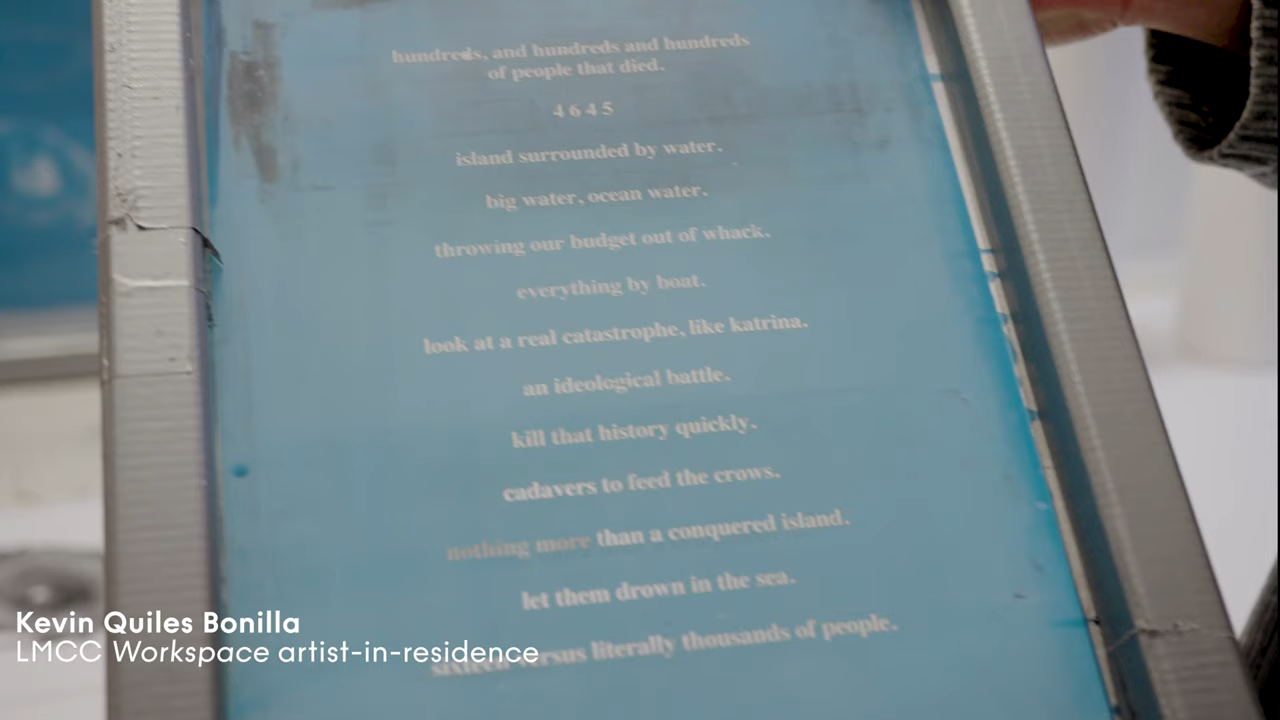 hundreds, and hundreds and hundreds
of people that died.
4645
island surrounded by water.
big water, ocean water.
throwing our budget out of whack.
everything by boat.
look at a real catastrophe, like katrina.
an ideological battle.
kill that history quickly.
cadavers to feed the crows.
nothing more than a conquered island.
let them drown in the sea.
sixteen versus literally thousands of people.
Kevin Quiles Bonilla
LMCC Workspace artist-in-residence